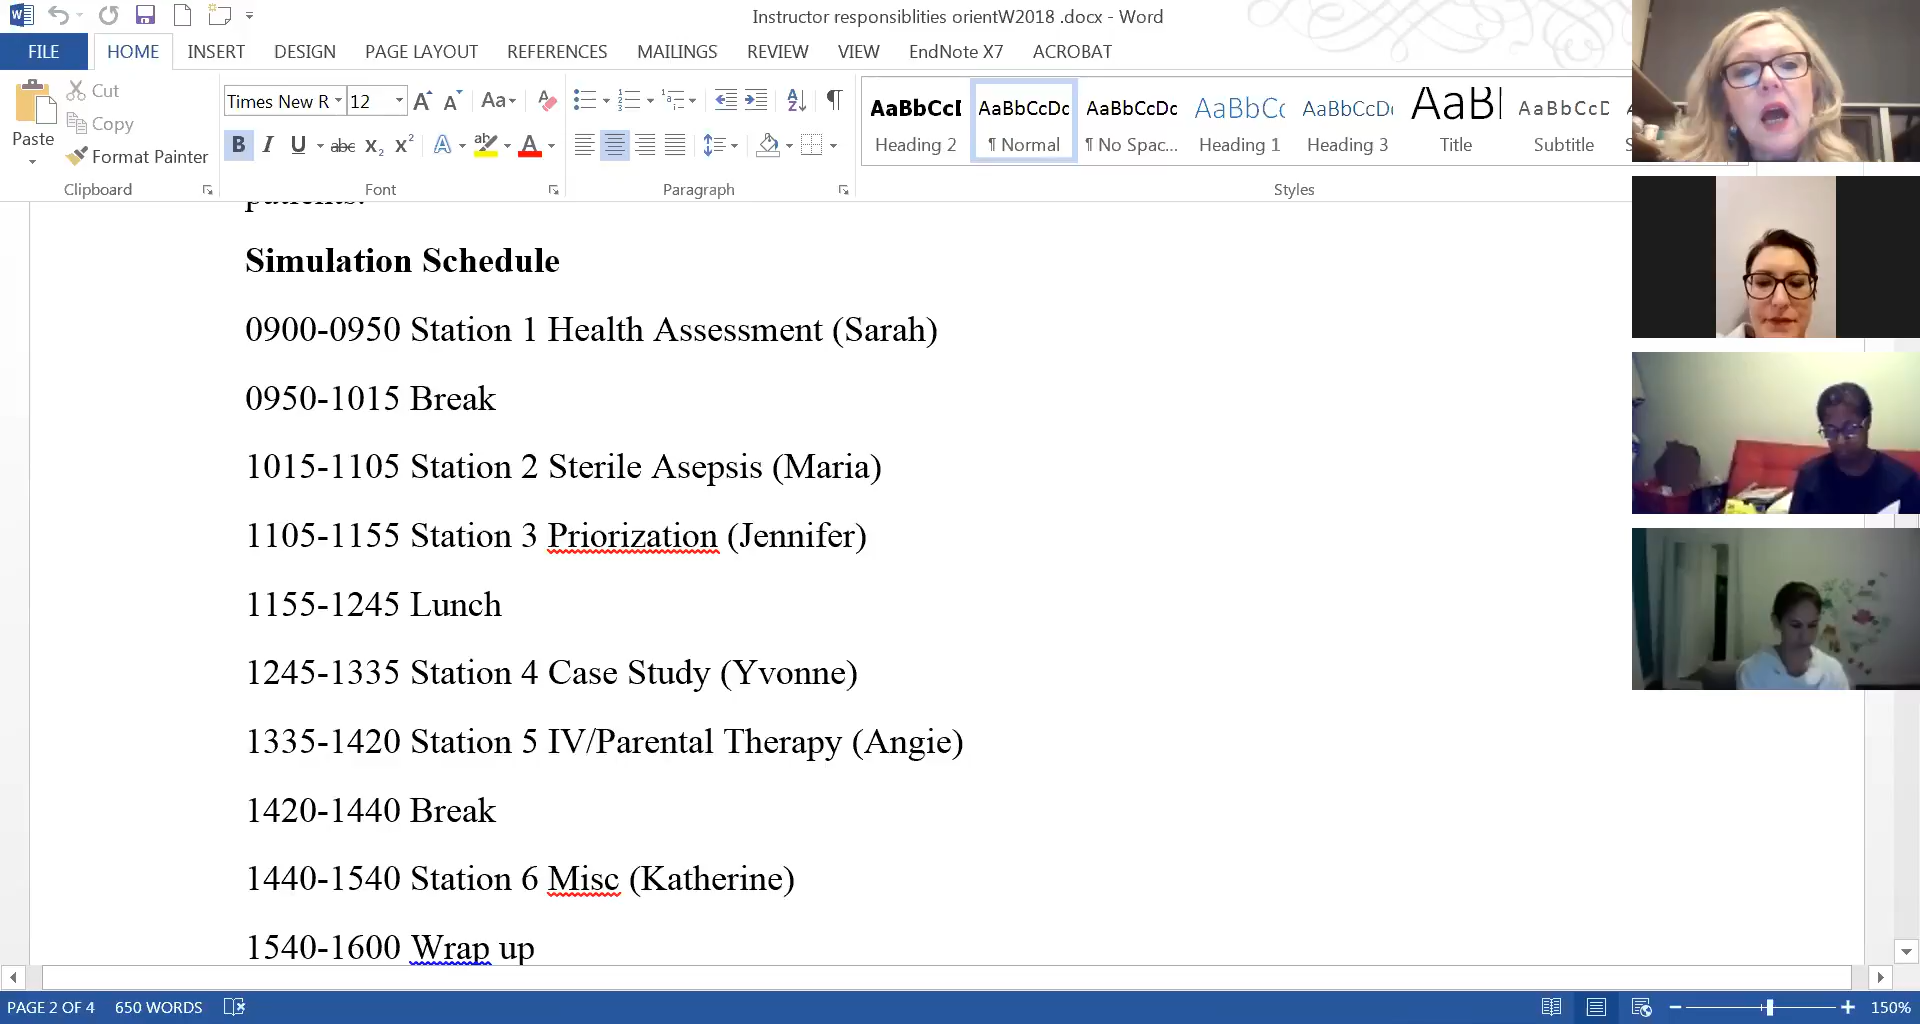 Instructor responsiblities orientW2018 .docx - Word
FILE HOME INSERT DESIGN PAGE LAYOUT REFERENCES MAILINGS REVIEW VIEW EndNote X7 ACROBAT
Paste
Cut
Copy
Format Painter
Clipboard
Times New R 12
Font
Paragraph
AaBbCcI AaBbCcDc AaBbCcDc AaBbCc AaBbCcDc AaB AaBbCcD
Heading 2 ¶ Normal ¶ No Spac... Heading 1 Heading 3 Title Subtitle
Styles
patients.
Simulation Schedule
0900-0950 Station 1 Health Assessment (Sarah)
0950-1015 Break
1015-1105 Station 2 Sterile Asepsis (Maria)
1105-1155 Station 3 Priorization (Jennifer)
1155-1245 Lunch
1245-1335 Station 4 Case Study (Yvonne)
1335-1420 Station 5 IV/Parental Therapy (Angie)
1420-1440 Break
1440-1540 Station 6 Misc (Katherine)
1540-1600 Wrap up
PAGE 2 OF 4 650 WORDS 150%